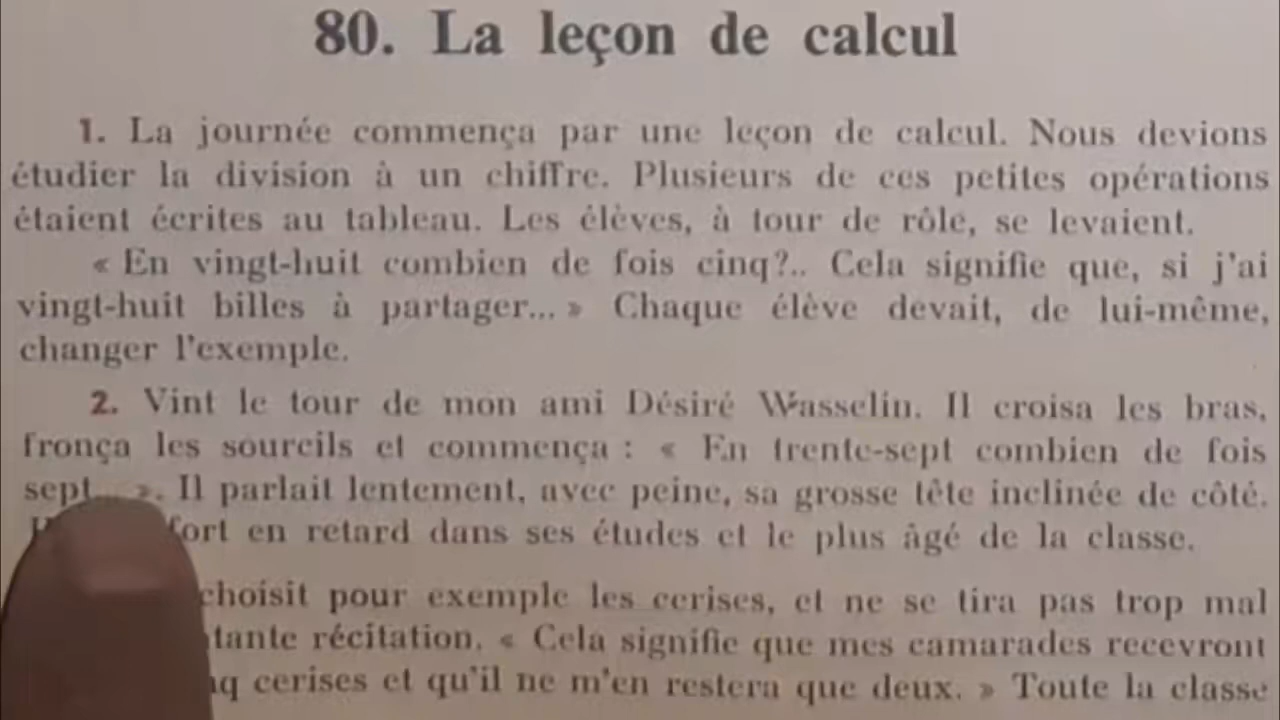 80. La leçon de calcul
1. La journée commença par une leçon de calcul. Nous devions
étudier la division à un chiffre. Plusieurs de ces petites opérations
étaient écrites au tableau. Les élèves, à tour de rôle, se levaient.
« En vingt-huit combien de fois cinq?.. Cela signifie que, si j'ai
vingt-huit billes à partager... » Chaque élève devait, de lui-même,
changer l'exemple.
2. Vint le tour de mon ami Désiré Wasselin. Il croisa les bras,
fronça les sourcils et commença : « En trente-sept combien de fois
sept ». Il parlait lentement, avec peine, sa grosse tête inclinée de côté.
fort en retard dans ses études et le plus âgé de la classe.
choisit pour exemple les cerises, et ne se tira pas trop mal
tante récitation. « Cela signifie que mes camarades recevront
nq cerises et qu'il ne m'en restera que deux. » Toute la classe